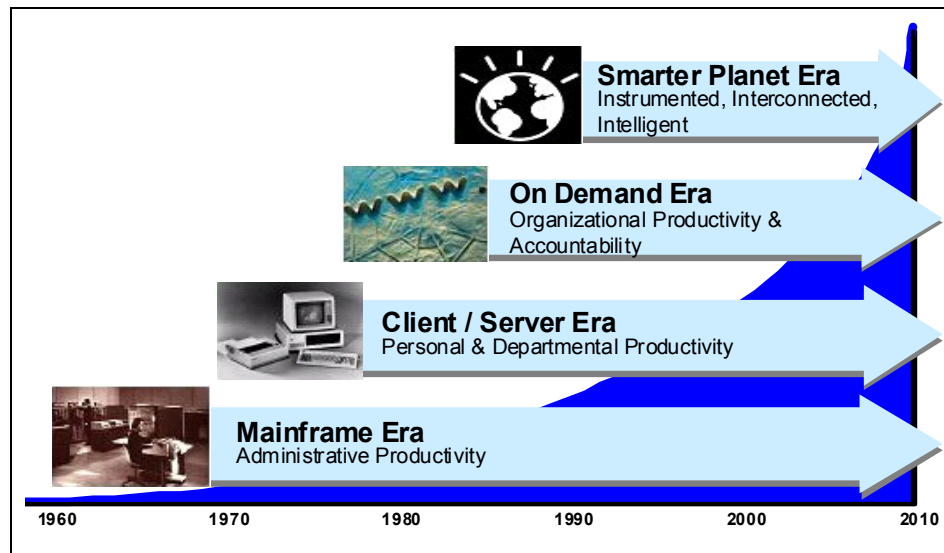 Smarter Planet Era
Instrumented, Interconnected,
Intelligent
www.
On Demand Era
Organizational Productivity &
Accountability
Client / Server Era
Personal & Departmental Productivity
Mainframe Era
Administrative Productivity
1960 1970 1980 1990 2000 2010